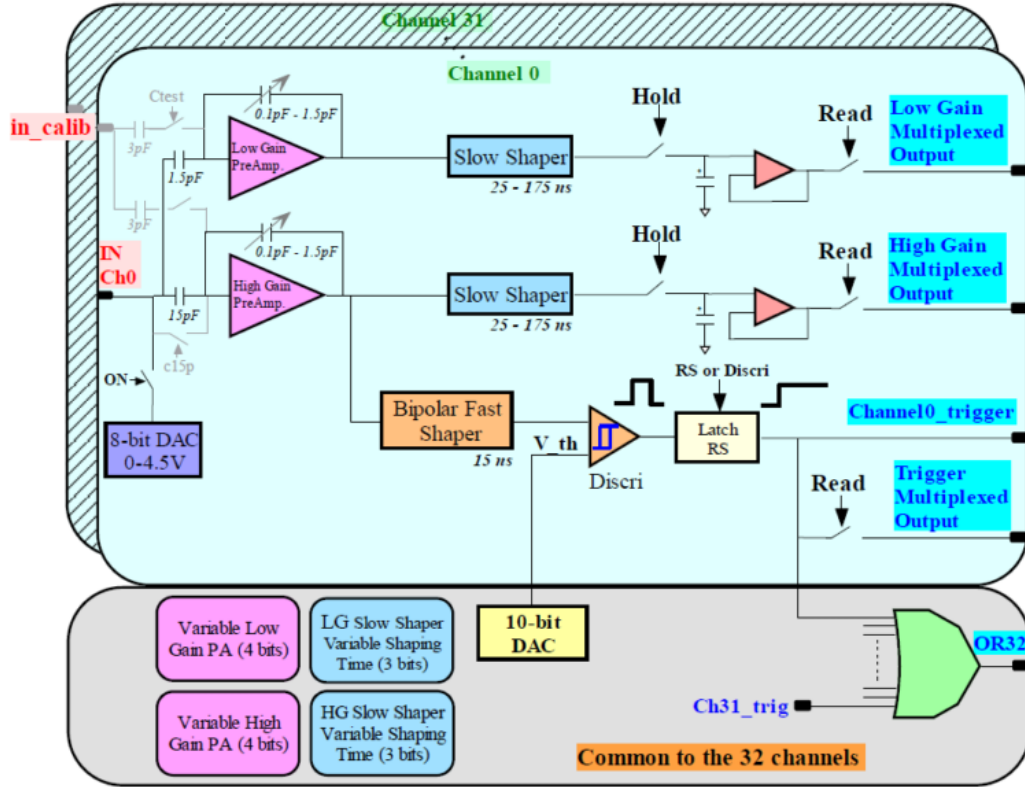 Channel 31
Channel 0
Ctest
in_calib
3pF
1.5pF
0.1pF - 1.5pF
Low Gain
PreAmp.
Slow Shaper
25 - 175 ns
Hold
Read
Low Gain
Multiplexed
Output
3pF
IN
Ch0
15pF
c15p
0.1pF - 1.5pF
High Gain
PreAmp.
Slow Shaper
25 - 175 ns
Hold
Read
High Gain
Multiplexed
Output
ON
8-bit DAC
0-4.5V
Bipolar Fast
Shaper
15 ns
V_th
Discri
RS or Discri
Latch
RS
Channel0_trigger
Read
Trigger
Multiplexed
Output
Variable Low
Gain PA (4 bits)
LG Slow Shaper
Variable Shaping
Time (3 bits)
10-bit
DAC
OR32
Variable High
Gain PA (4 bits)
HG Slow Shaper
Variable Shaping
Time (3 bits)
Ch31_trig
Common to the 32 channels